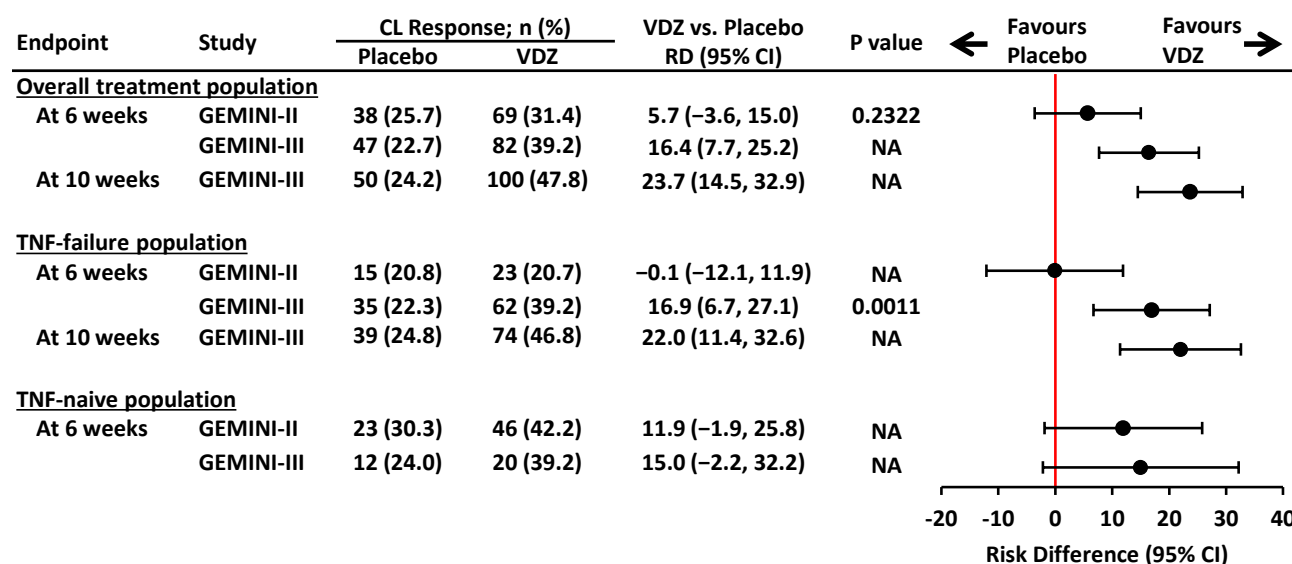 Endpoint Study CL Response; n (%) VDZ vs. Placebo RD (95% CI) P value Favours Placebo Favours VDZ
Placebo VDZ
Overall treatment population
At 6 weeks GEMINI-II 38 (25.7) 69 (31.4) 5.7 (−3.6, 15.0) 0.2322
GEMINI-III 47 (22.7) 82 (39.2) 16.4 (7.7, 25.2) NA
At 10 weeks GEMINI-III 50 (24.2) 100 (47.8) 23.7 (14.5, 32.9) NA
TNF-failure population
At 6 weeks GEMINI-II 15 (20.8) 23 (20.7) −0.1 (−12.1, 11.9) NA
GEMINI-III 35 (22.3) 62 (39.2) 16.9 (6.7, 27.1) 0.0011
At 10 weeks GEMINI-III 39 (24.8) 74 (46.8) 22.0 (11.4, 32.6) NA
TNF-naive population
At 6 weeks GEMINI-II 23 (30.3) 46 (42.2) 11.9 (−1.9, 25.8) NA
GEMINI-III 12 (24.0) 20 (39.2) 15.0 (−2.2, 32.2) NA
-20 -10 0 10 20 30 40
Risk Difference (95% CI)